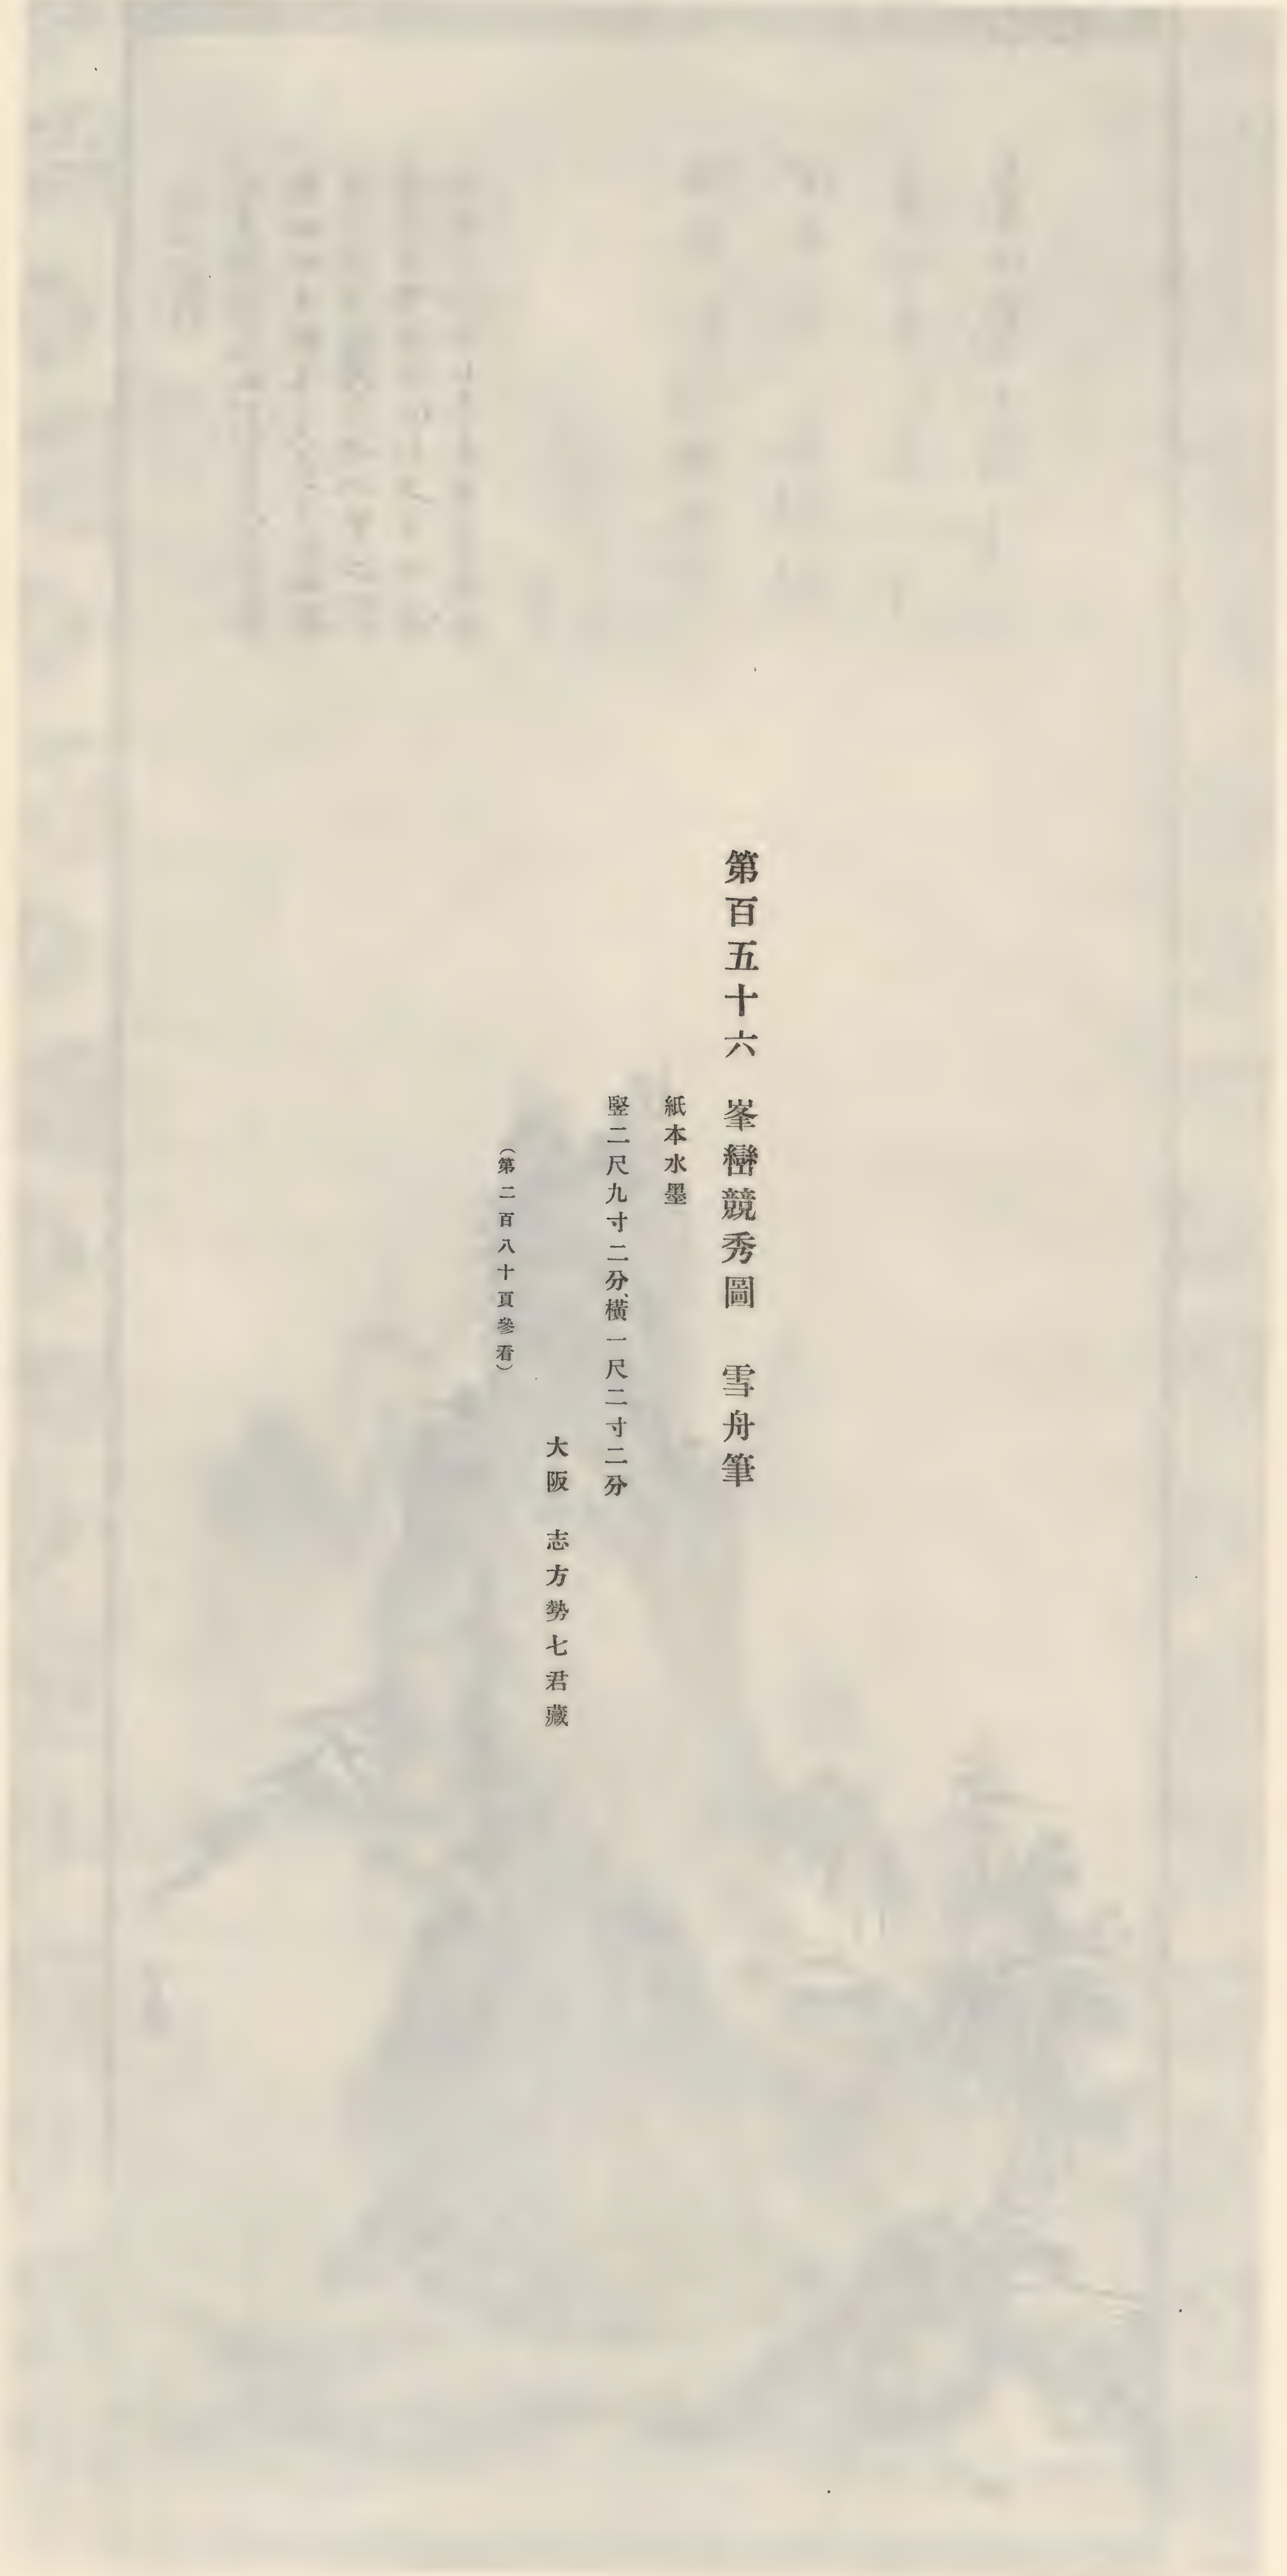 第百五十六　峯巒競秀圖　雪舟筆
紙本水墨
竪二尺九寸二分、橫一尺二寸二分
大阪　志方勢七君藏
（第二百八十頁參看）